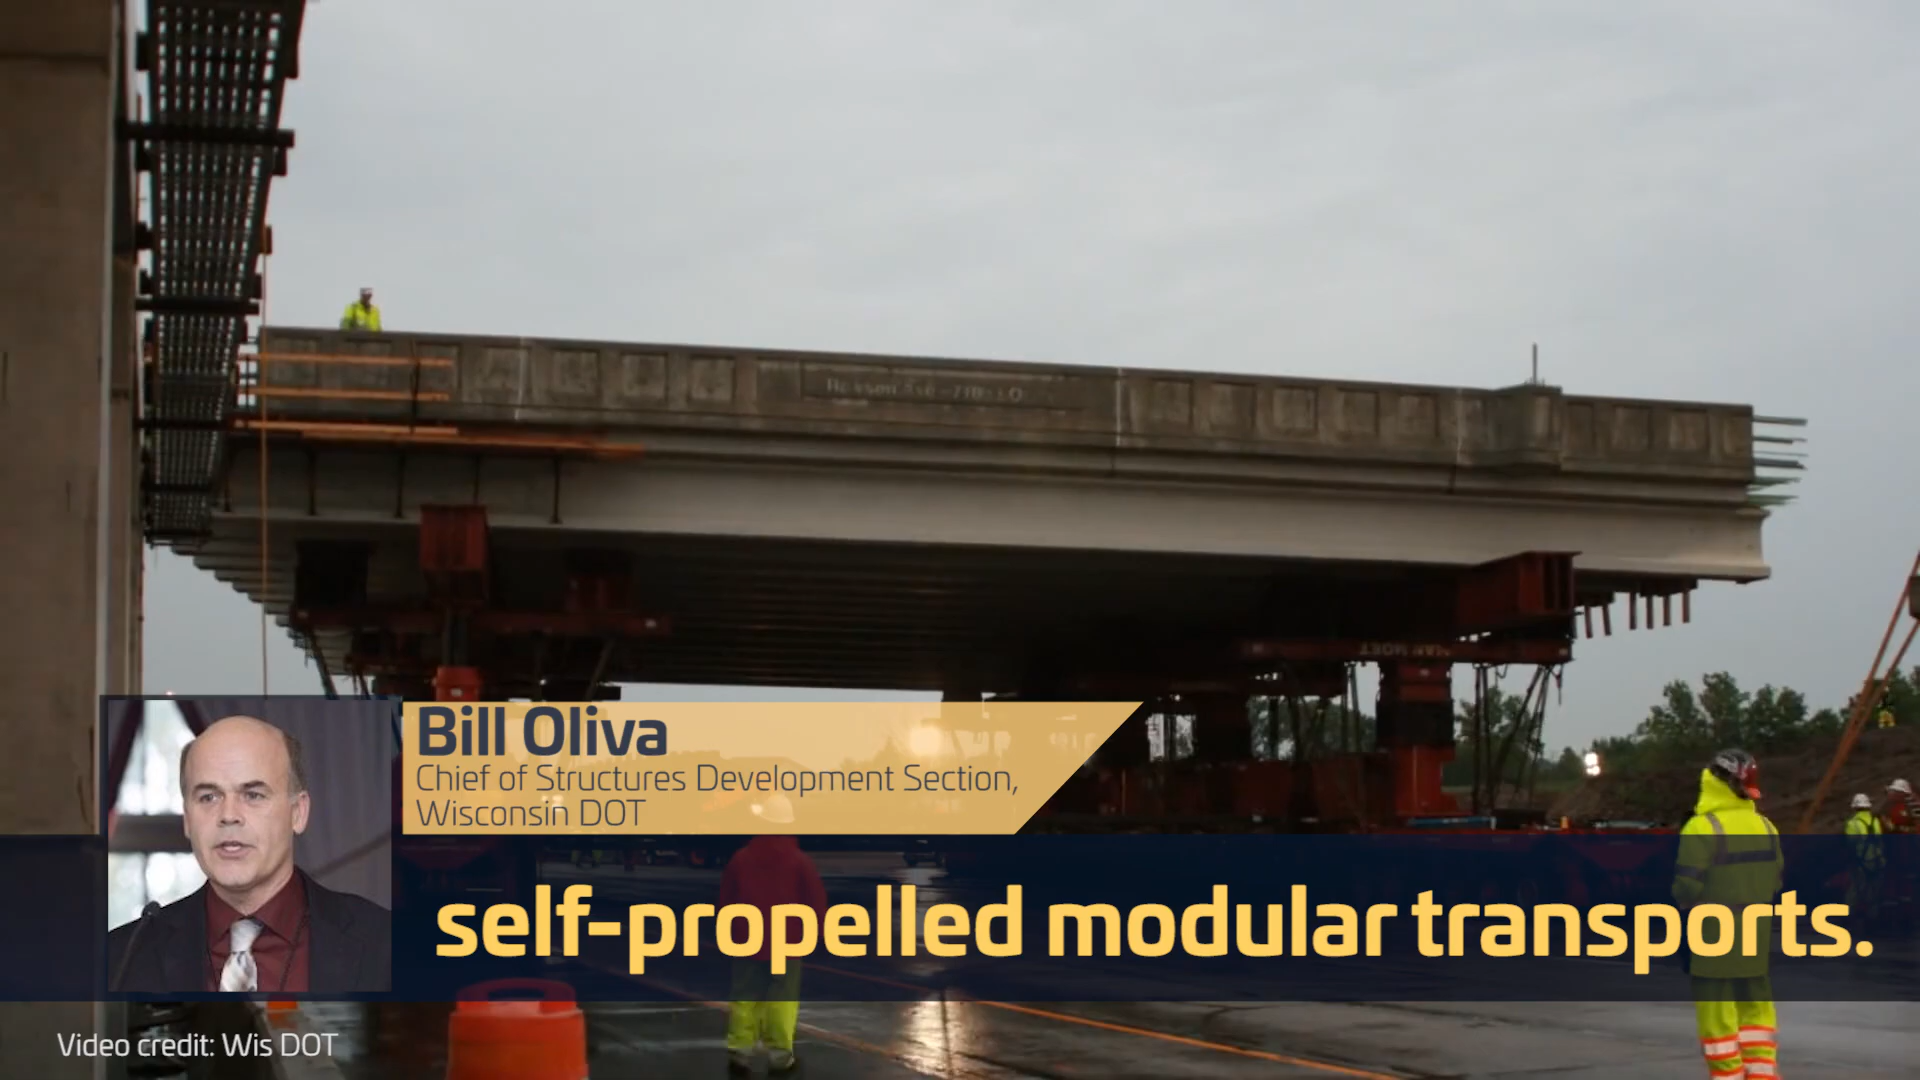 Bill Oliva
Chief of Structures Development Section,
Wisconsin DOT
self-propelled modular transports.
Video credit: Wis DOT